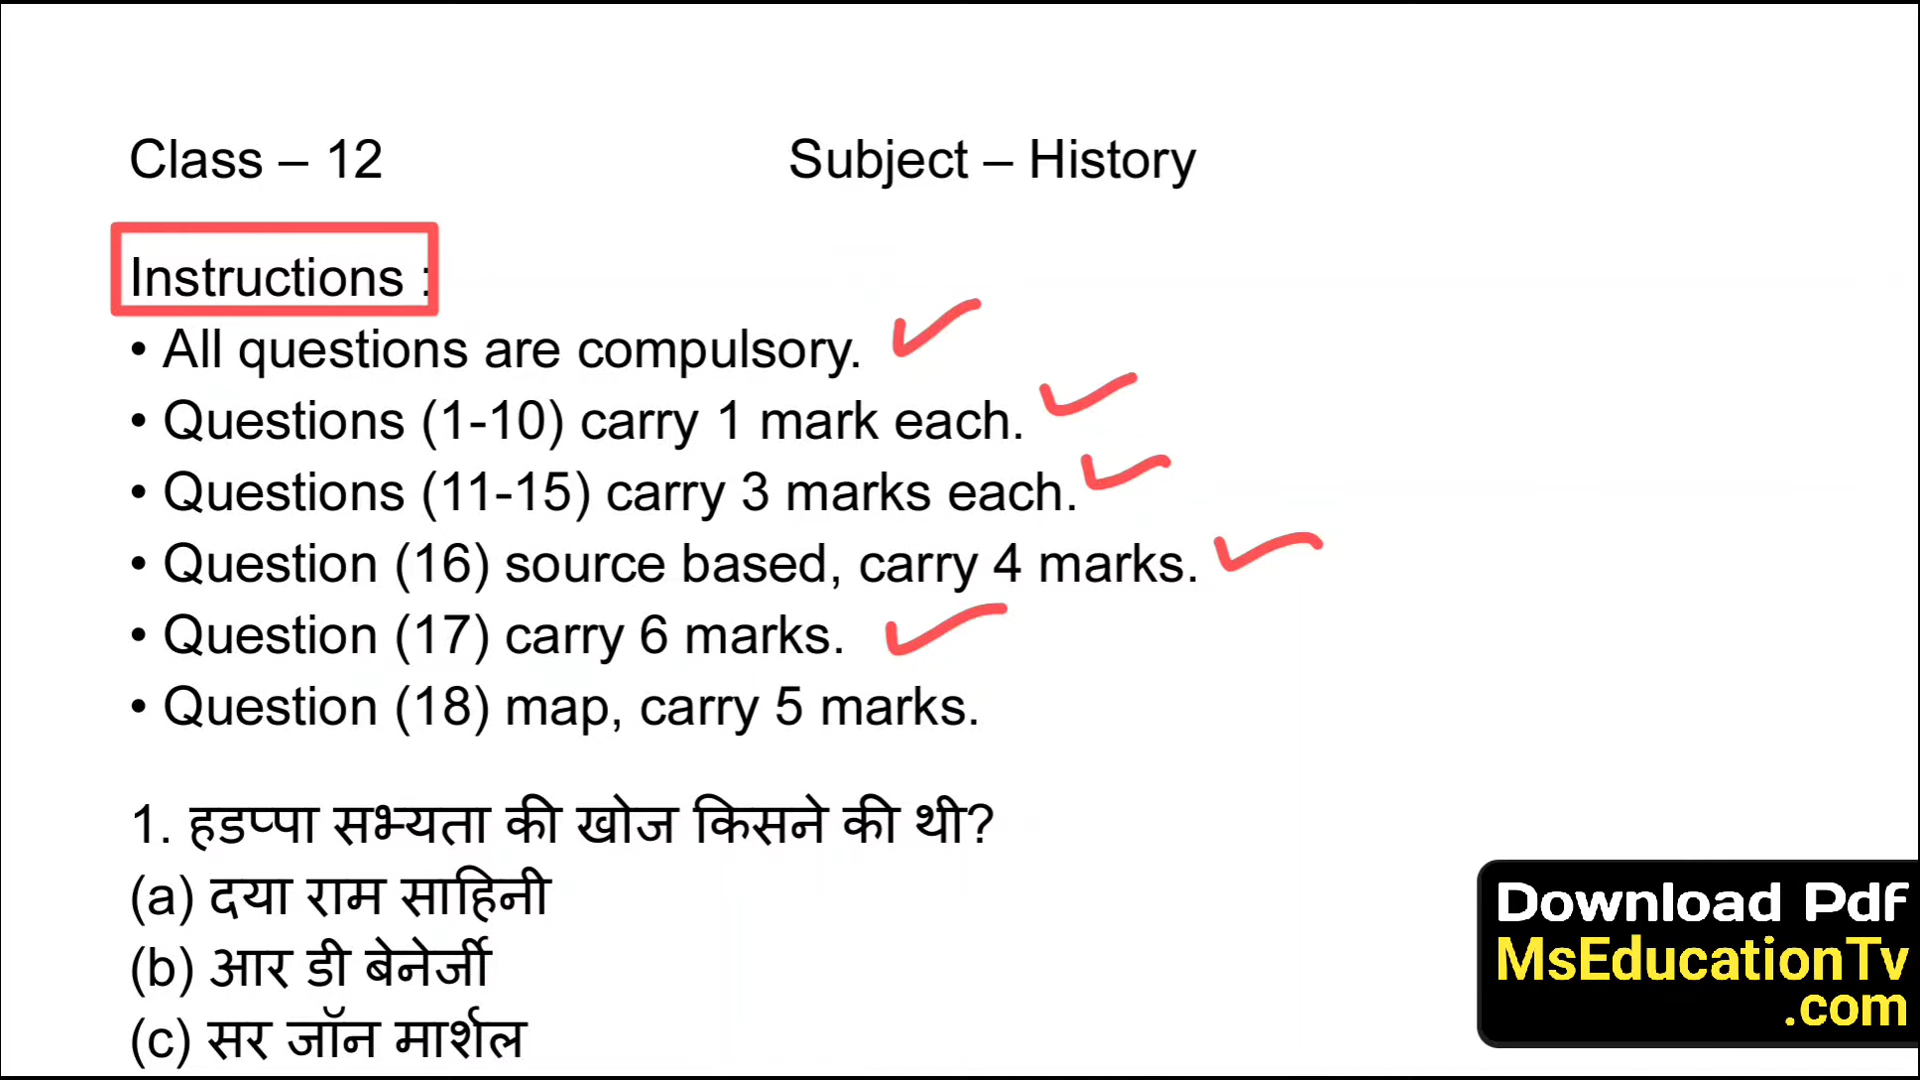 Class – 12 Subject – History
Instructions :
• All questions are compulsory.
• Questions (1-10) carry 1 mark each.
• Questions (11-15) carry 3 marks each.
• Question (16) source based, carry 4 marks.
• Question (17) carry 6 marks.
• Question (18) map, carry 5 marks.
1. हडप्पा सभ्यता की खोज किसने की थी?
(a) दया राम साहिनी
(b) आर डी बेनेर्जी
(c) सर जॉन मार्शल
Download Pdf
MsEducationTv
.com